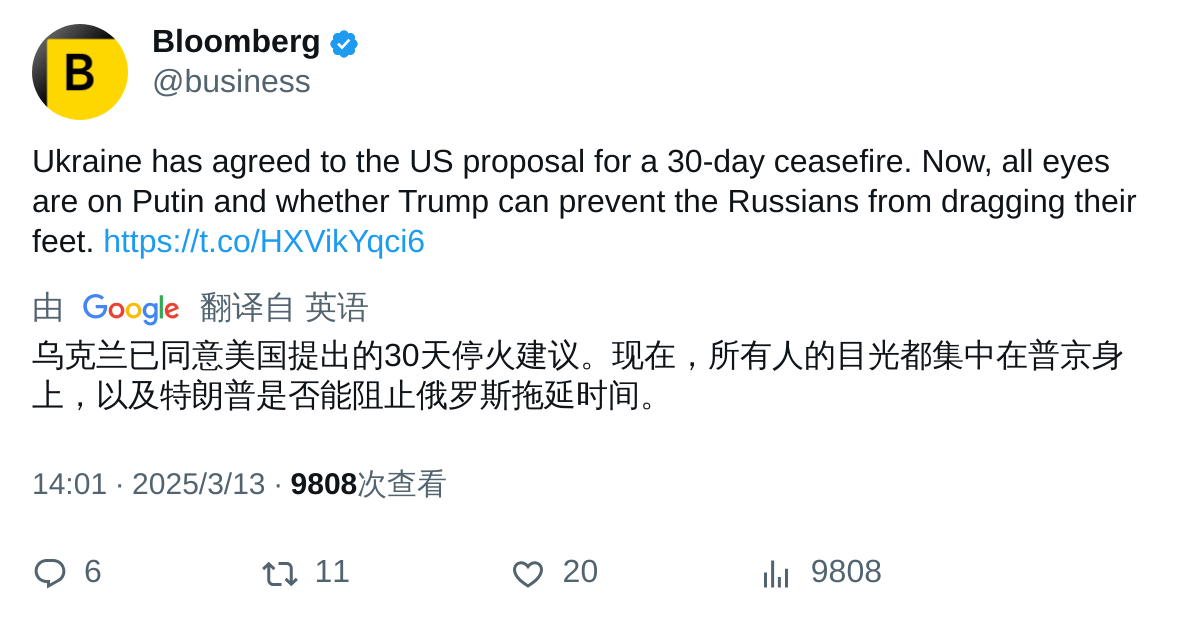 B
Bloomberg
@business
Ukraine has agreed to the US proposal for a 30-day ceasefire. Now, all eyes
are on Putin and whether Trump can prevent the Russians from dragging their
feet. https://t.co/HXVikYqci6
由 Google 翻译自 英语
乌克兰已同意美国提出的30天停火建议。现在，所有人的目光都集中在普京身
上，以及特朗普是否能阻止俄罗斯拖延时间。
14:01 · 2025/3/13 · 9808次查看
6 11 20 9808